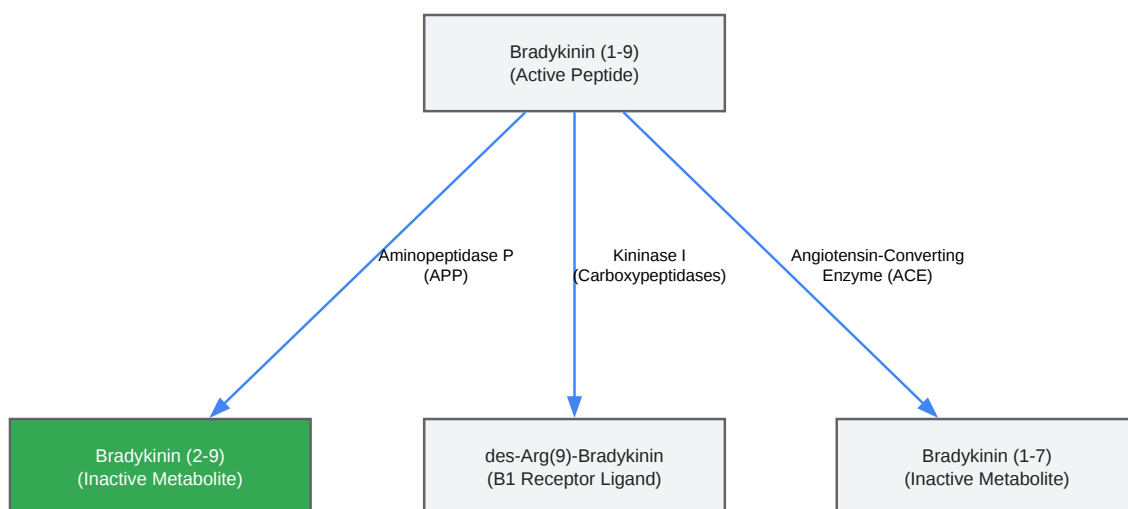 Bradykinin (1-9)
(Active Peptide)
Aminopeptidase P
(APP)
Kininase I
(Carboxypeptidases)
Angiotensin-Converting
Enzyme (ACE)
Bradykinin (2-9)
(Inactive Metabolite)
des-Arg(9)-Bradykinin
(B1 Receptor Ligand)
Bradykinin (1-7)
(Inactive Metabolite)